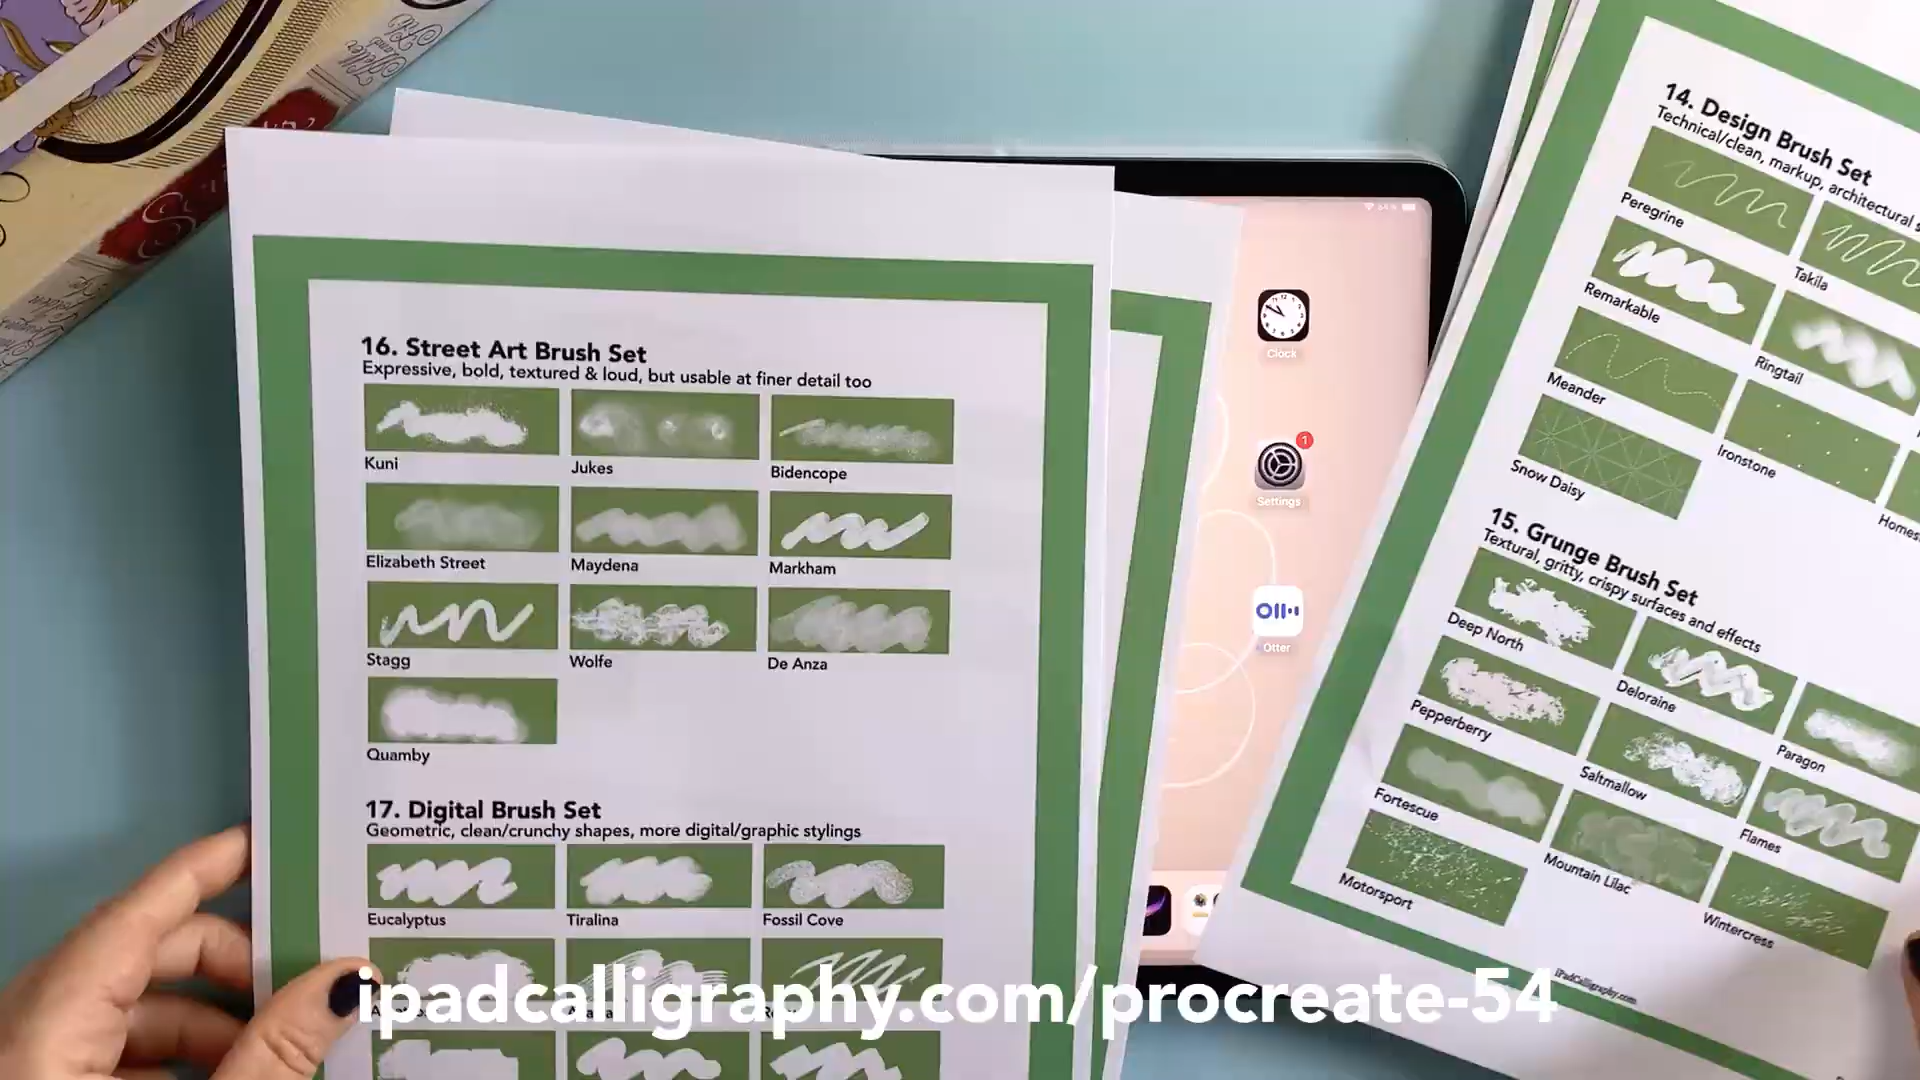 16. Street Art Brush Set
Expressive, bold, textured & loud, but usable at finer detail too
Kuni
Jukes
Bidencope
Elizabeth Street
Maydena
Markham
Stagg
Wolfe
De Anza
Quamby
17. Digital Brush Set
Geometric, clean/crunchy shapes, more digital/graphic stylings
Eucalyptus
Tiralina
Fossil Cove
Clock
1
Settings
Otter
14. Design Brush Set
Technical/clean, markup, architectural
Peregrine
Takila
Remarkable
Ringtail
Meander
Ironstone
Snow Daisy
15. Grunge Brush Set
Textural, gritty, crispy surfaces and effects
Deep North
Deloraine
Paragon
Pepperberry
Saltmallow
Flames
Fortescue
Mountain Lilac
Wintercress
Motorsport
iPadCalligraphy.com
ipadcalligraphy.com/procreate-54